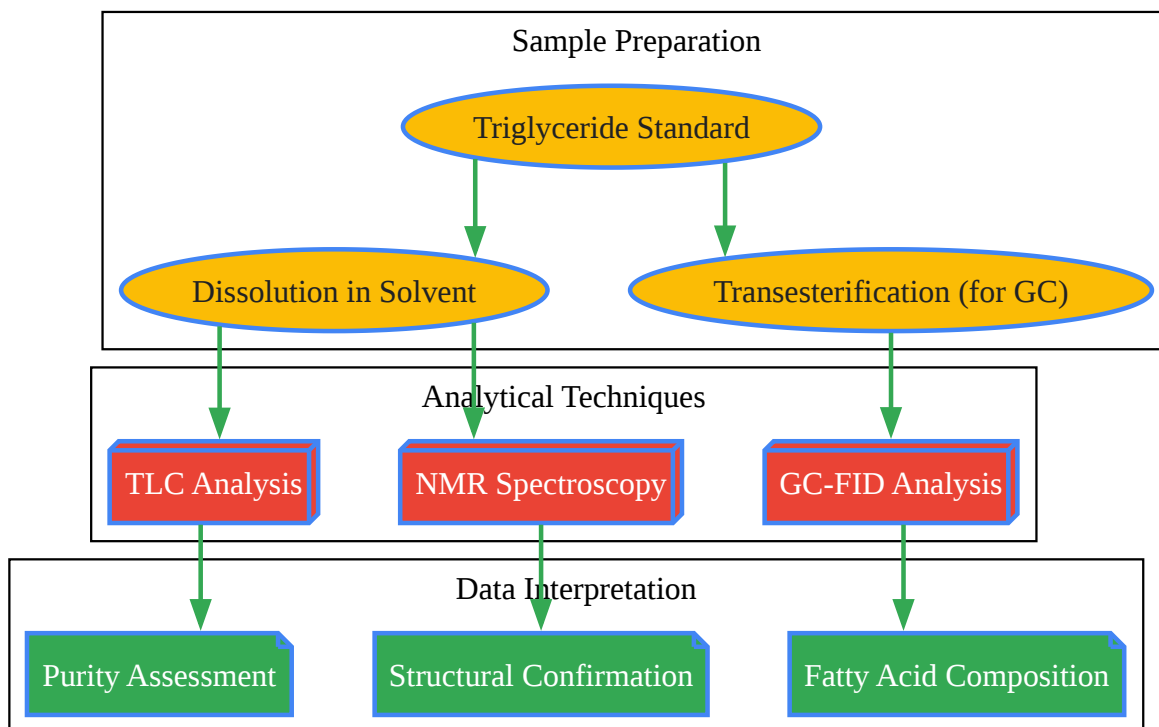 Sample Preparation
Triglyceride Standard
Dissolution in Solvent
Transesterification (for GC)
Analytical Techniques
TLC Analysis
NMR Spectroscopy
GC-FID Analysis
Data Interpretation
Purity Assessment
Structural Confirmation
Fatty Acid Composition